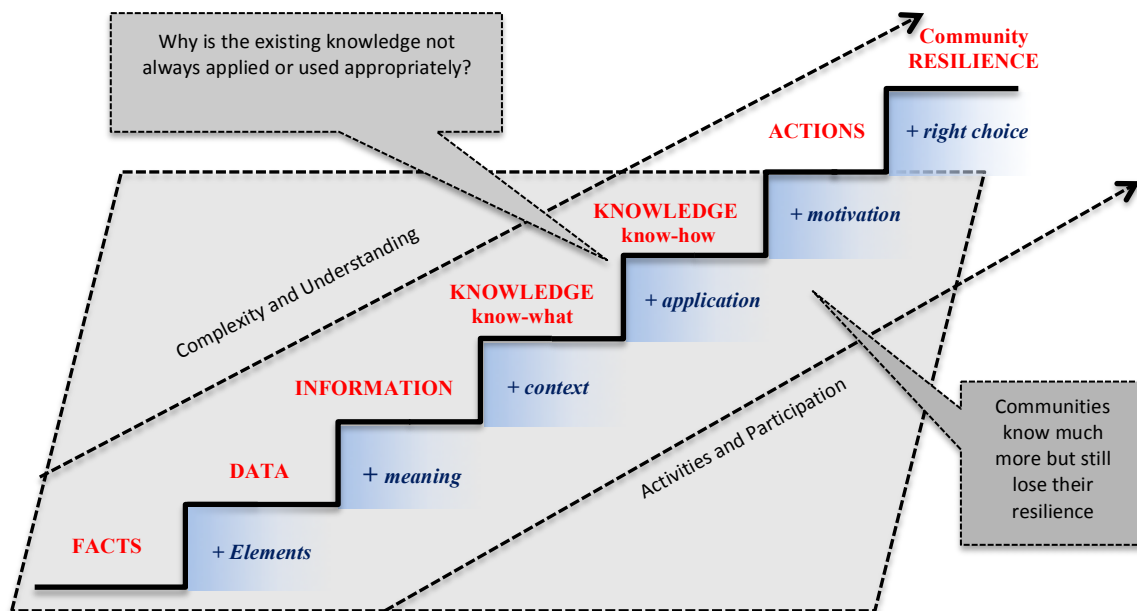 Why is the existing knowledge not
always applied or used appropriately?
Community
RESILIENCE
ACTIONS
+ right choice
KNOWLEDGE
know-how
+ motivation
Complexity and Understanding
KNOWLEDGE
know-what
+ application
INFORMATION
+ context
Activities and Participation
Communities
know much
more but still
lose their
resilience
DATA
+ meaning
FACTS
+ Elements